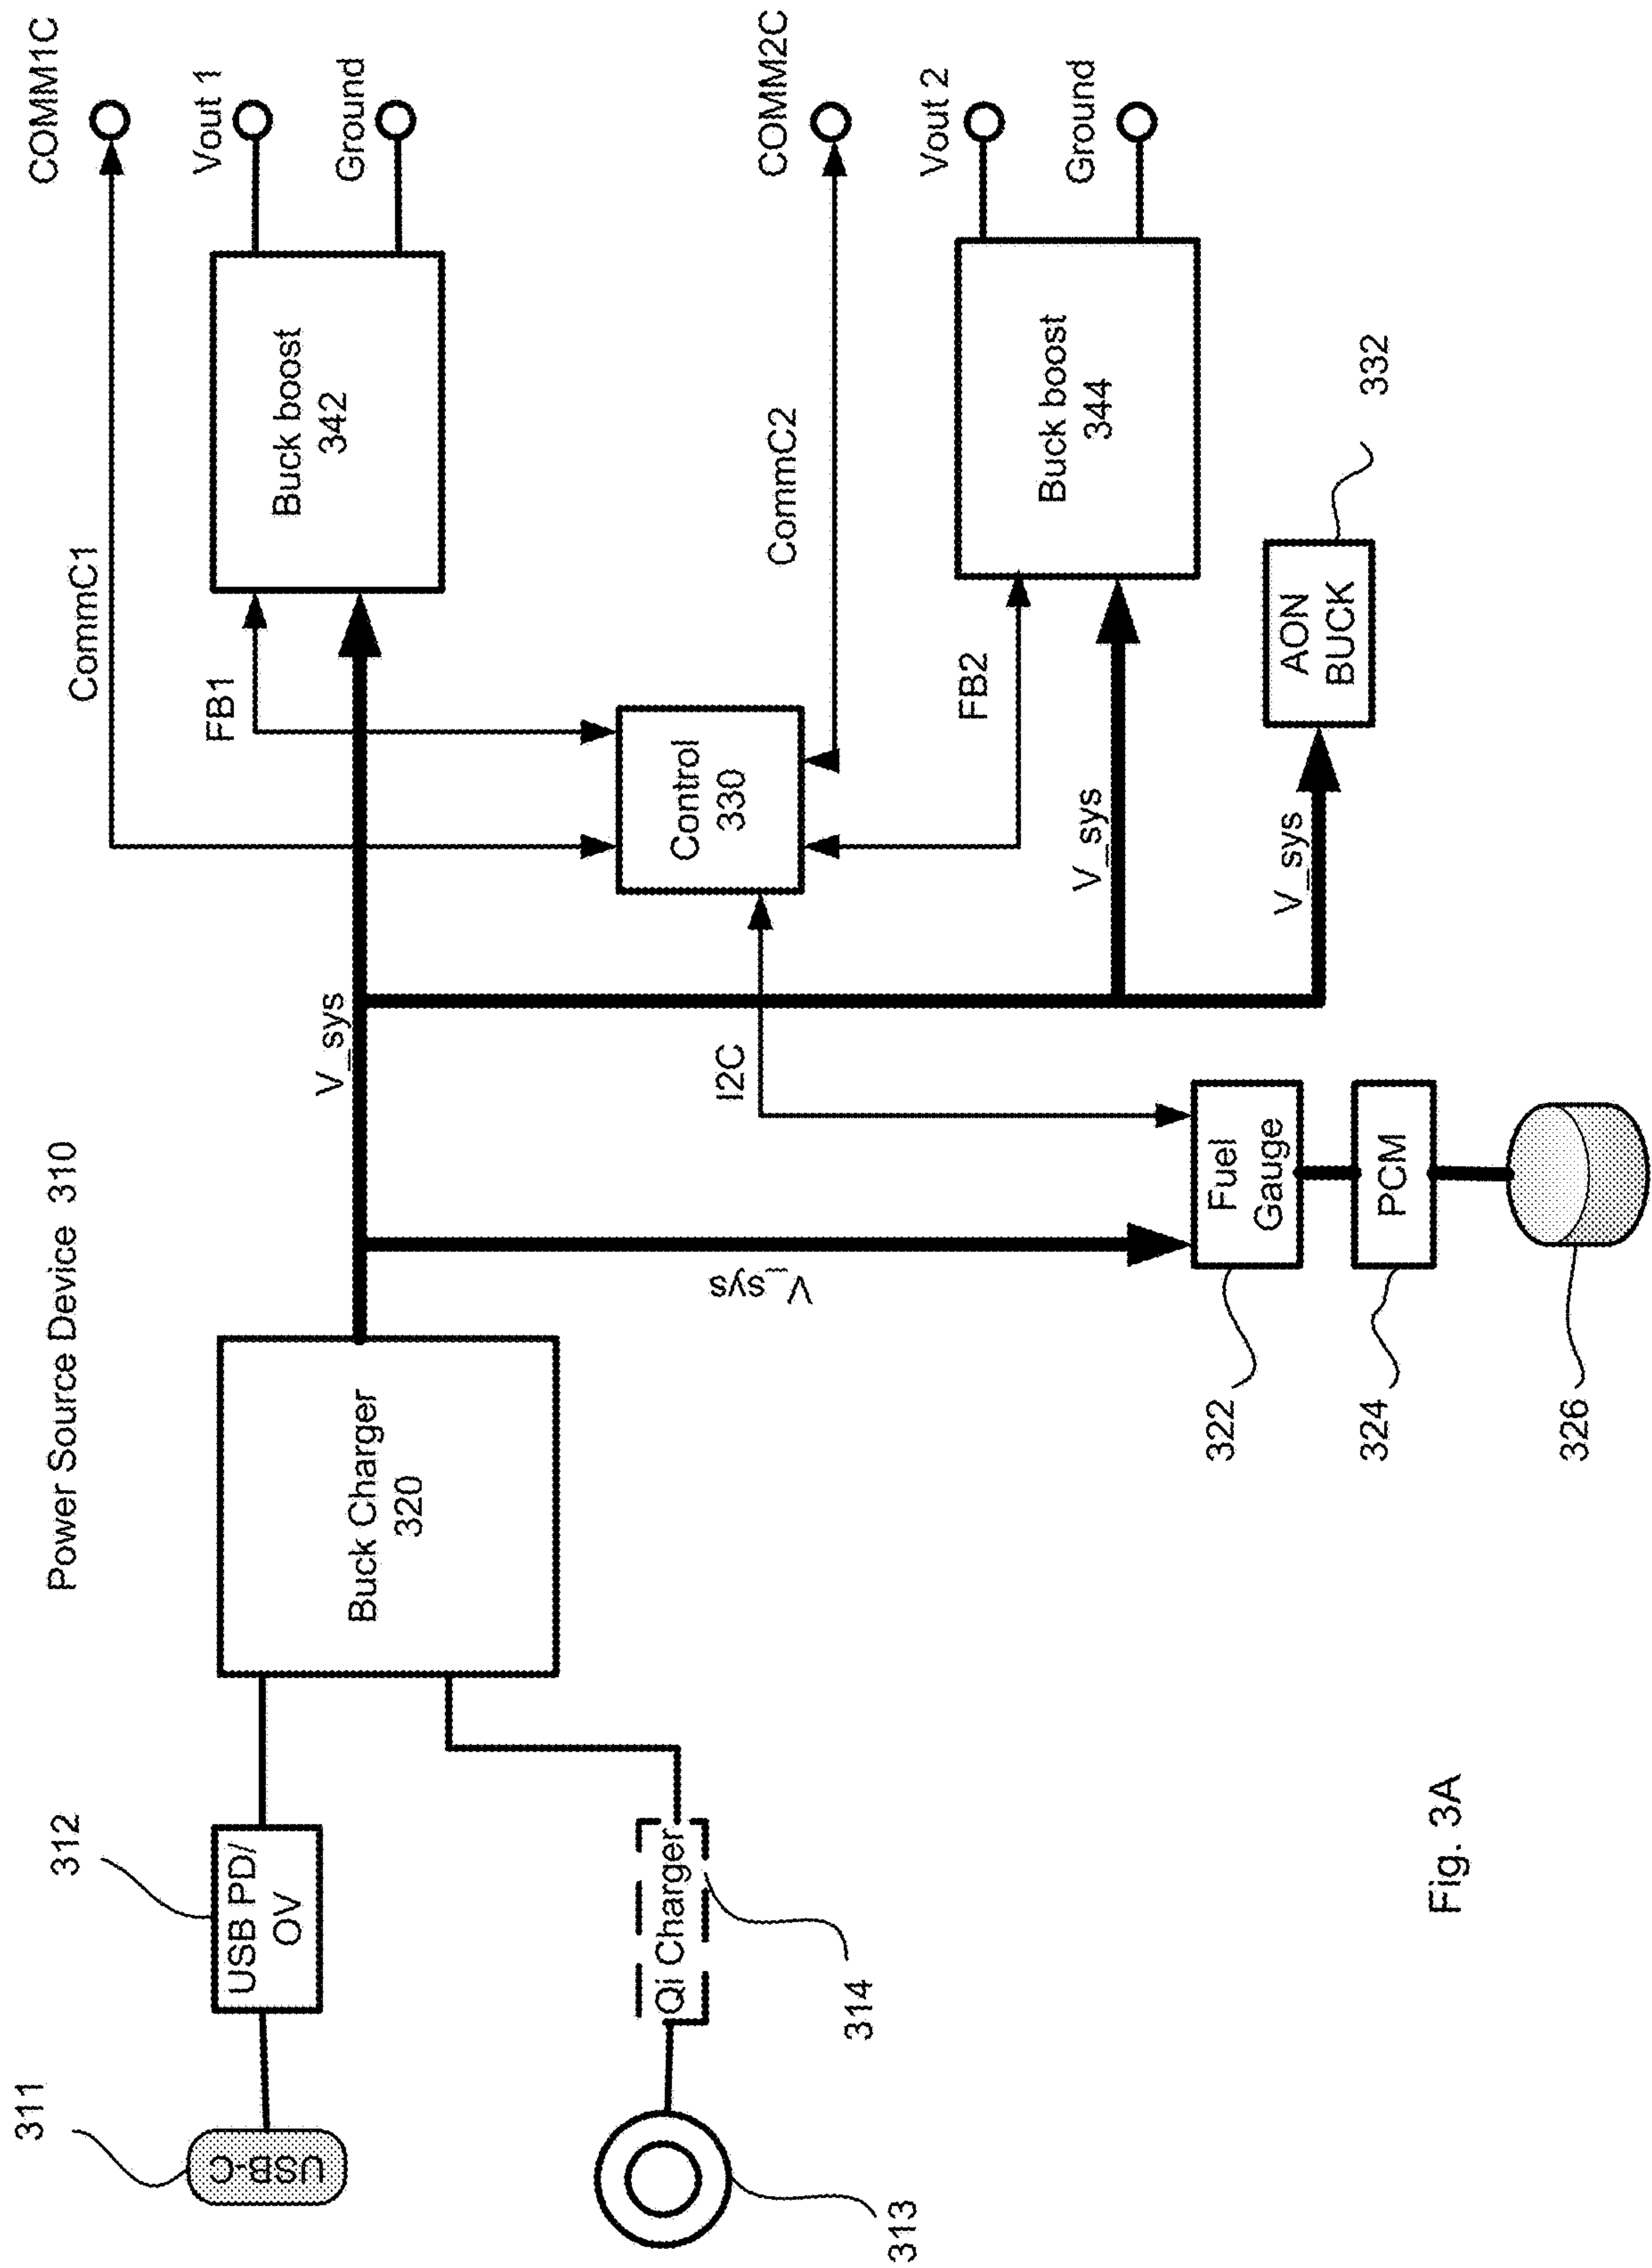 Power Source Device 310
311
USB-C
312
USB PD/
OV
313
Qi Charger
314
Buck Charger
320
V_sys
V_sys
I2C
Fuel
Gauge
322
PCM
324
326
CommC1
COMM1C
FB1
Buck boost
342
Vout 1
Ground
Control
330
CommC2
COMM2C
FB2
V_sys
Buck boost
344
Vout 2
Ground
V_sys
AON
BUCK
332
Fig. 3A